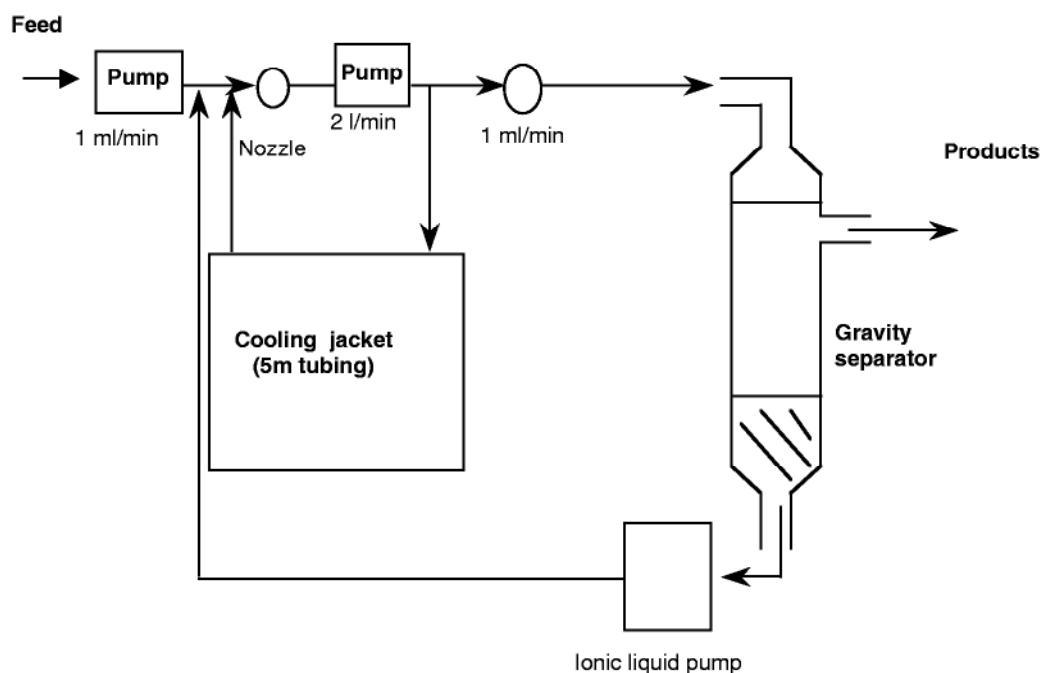 Feed
Pump
1 ml/min
Nozzle
Pump
2 l/min
1 ml/min
Products
Cooling jacket
(5m tubing)
Gravity
separator
Ionic liquid pump